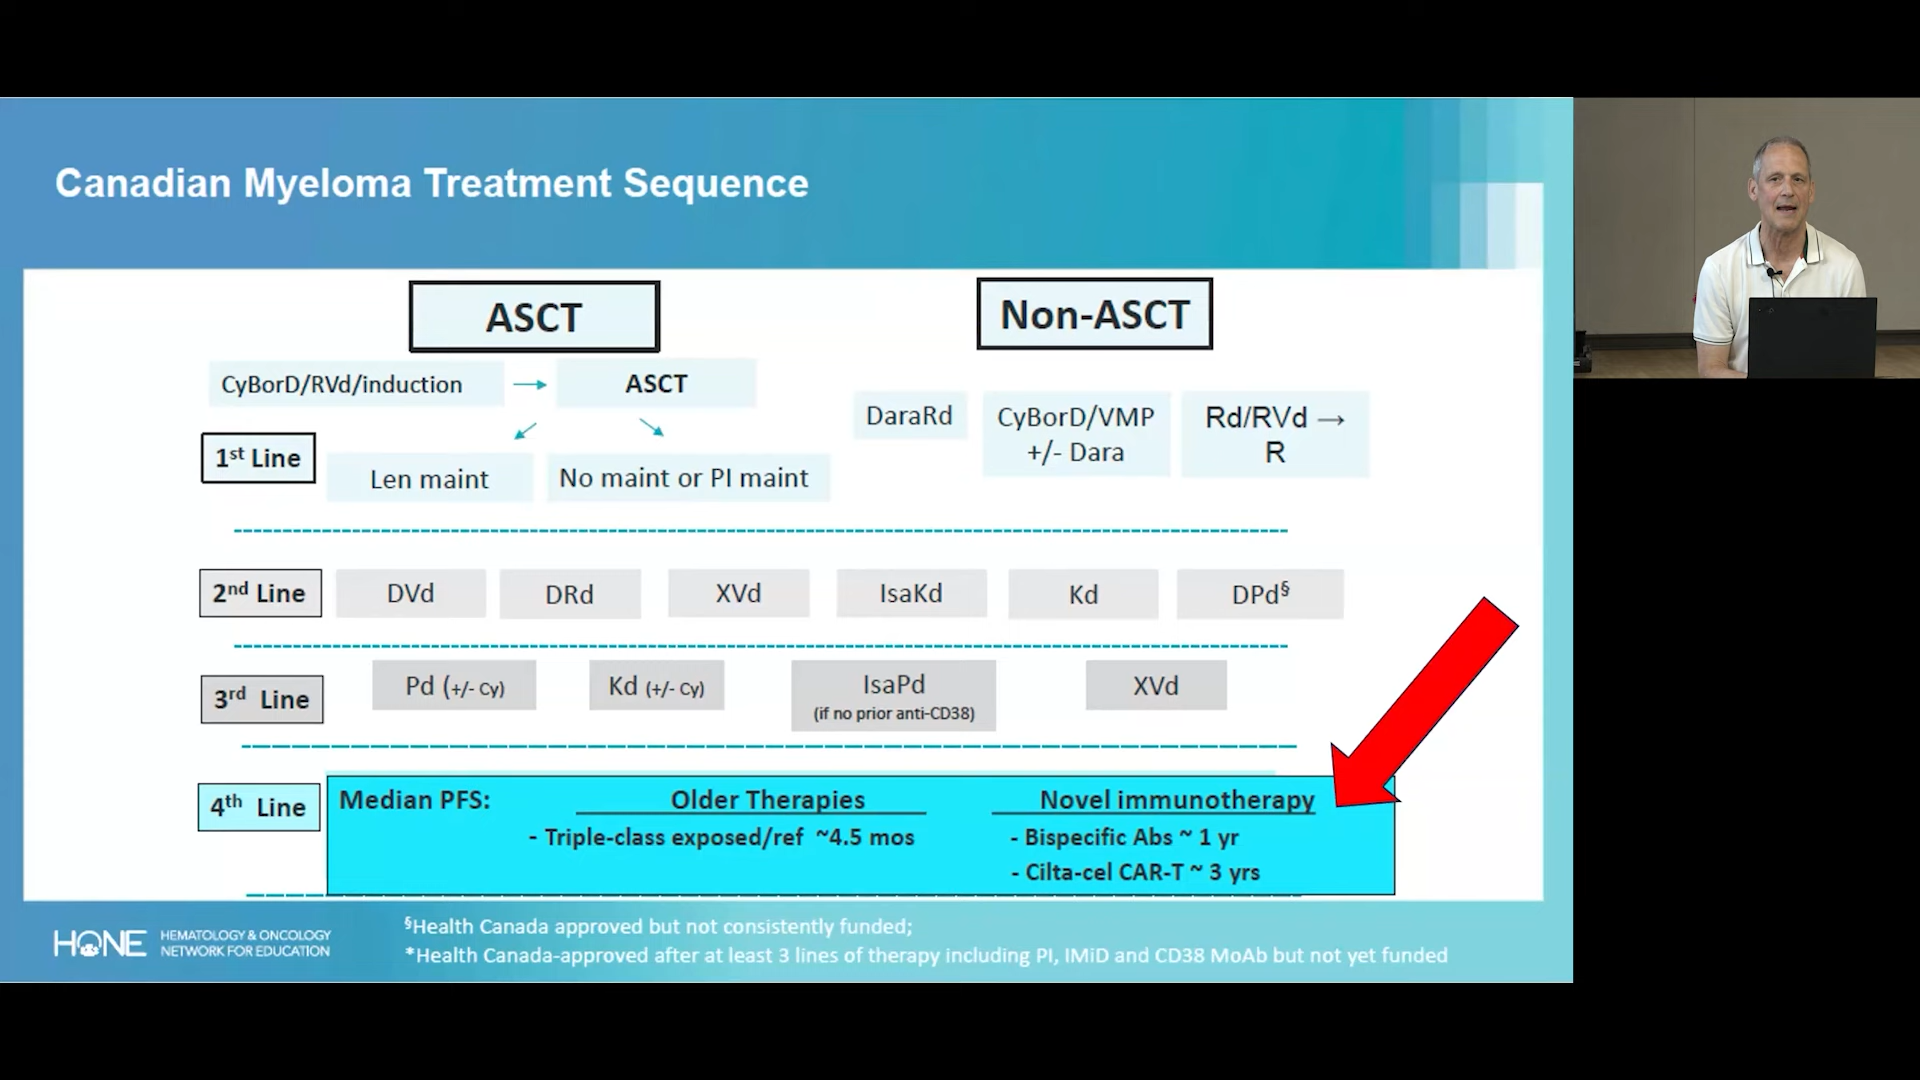 Canadian Myeloma Treatment Sequence
ASCT
Non-ASCT
CyBorD/RVd/induction → ASCT
DaraRd
CyBorD/VMP
+/- Dara
Rd/RVd →
R
1st Line
Len maint
No maint or PI maint
2nd Line
DVd
DRd
XVd
IsaKd
Kd
DPd§
3rd Line
Pd (+/- Cy)
Kd (+/- Cy)
IsaPd
(if no prior anti-CD38)
XVd
4th Line
Median PFS:
Older Therapies
- Triple-class exposed/ref ~4.5 mos
Novel immunotherapy
- Bispecific Abs ~ 1 yr
- Cilta-cel CAR-T ~ 3 yrs
HONE
HEMATOLOGY & ONCOLOGY
NETWORK FOR EDUCATION
§Health Canada approved but not consistently funded;
*Health Canada-approved after at least 3 lines of therapy including PI, IMiD and CD38 MoAb but not yet funded